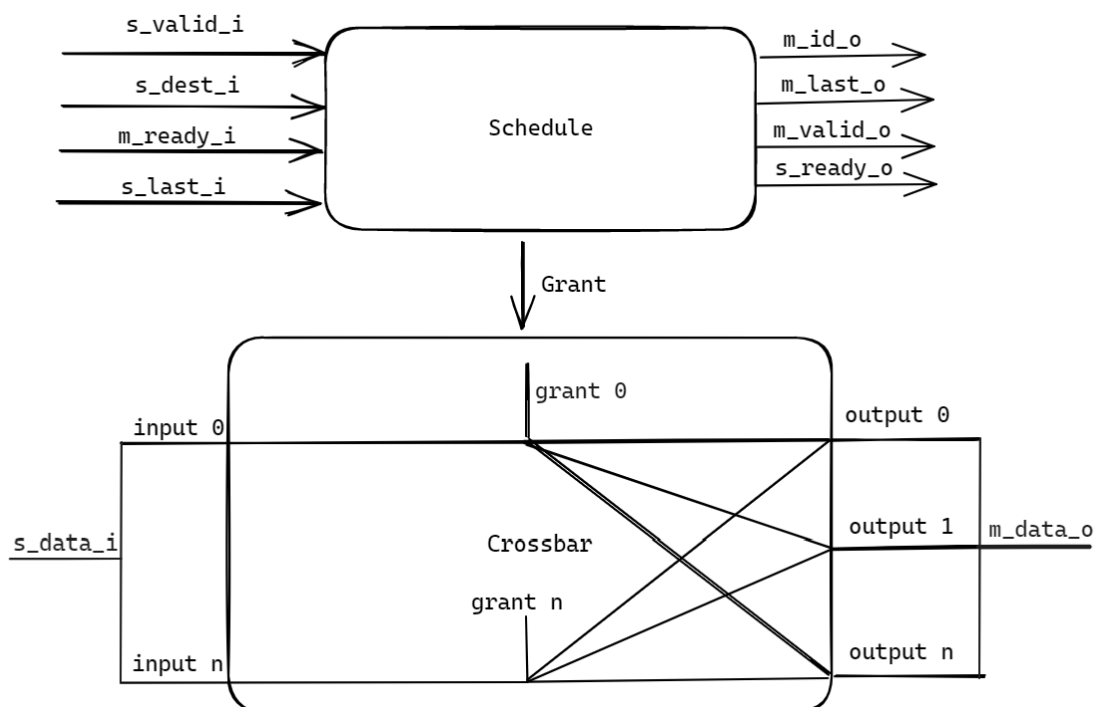 s_valid_i
s_dest_i
m_ready_i
s_last_i
Schedule
m_id_o
m_last_o
m_valid_o
s_ready_o
Grant
grant 0
input 0
output 0
s_data_i
Crossbar
output 1
m_data_o
grant n
input n
output n